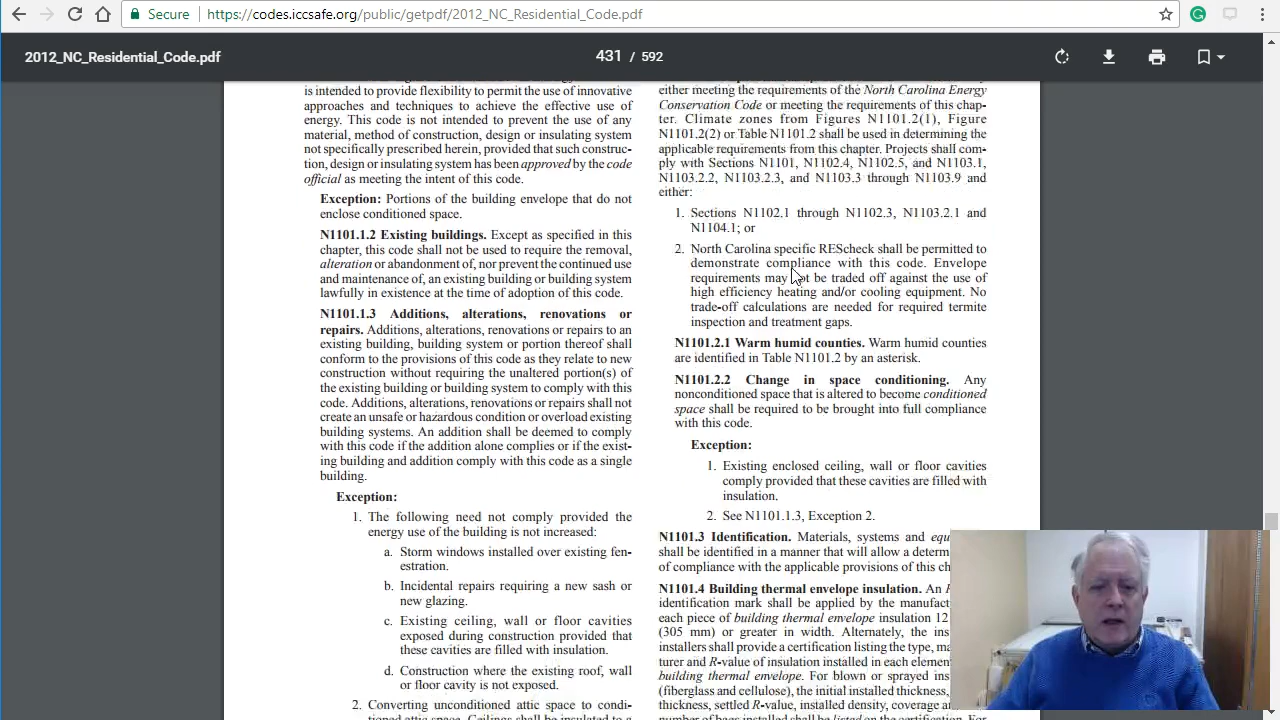 Secure https://codes.iccsafe.org/public/getpdf/2012_NC_Residential_Code.pdf
2012_NC_Residential_Code.pdf
431 / 592
is intended to provide flexibility to permit the use of innovative
approaches and techniques to achieve the effective use of
energy. This code is not intended to prevent the use of any
material, method of construction, design or insulating system
not specifically prescribed herein, provided that such construc-
tion, design or insulating system has been approved by the code
official as meeting the intent of this code.
Exception: Portions of the building envelope that do not
enclose conditioned space.
N1101.1.2 Existing buildings. Except as specified in this
chapter, this code shall not be used to require the removal,
alteration or abandonment of, nor prevent the continued use
and maintenance of, an existing building or building system
lawfully in existence at the time of adoption of this code.
N1101.1.3 Additions, alterations, renovations or
repairs. Additions, alterations, renovations or repairs to an
existing building, building system or portion thereof shall
conform to the provisions of this code as they relate to new
construction without requiring the unaltered portion(s) of
the existing building or building system to comply with this
code. Additions, alterations, renovations or repairs shall not
create an unsafe or hazardous condition or overload existing
building systems. An addition shall be deemed to comply
with this code if the addition alone complies or if the exist-
ing building and addition comply with this code as a single
building.
Exception:
1. The following need not comply provided the
energy use of the building is not increased:
a. Storm windows installed over existing fen-
estration.
b. Incidental repairs requiring a new sash or
new glazing.
c. Existing ceiling, wall or floor cavities
exposed during construction provided that
these cavities are filled with insulation.
d. Construction where the existing roof, wall
or floor cavity is not exposed.
2. Converting unconditioned attic space to condi-
tioned attic space. Ceilings shall be insulated to a
either meeting the requirements of the North Carolina Energy
Conservation Code or meeting the requirements of this chap-
ter. Climate zones from Figures N1101.2(1), Figure
N1101.2(2) or Table N1101.2 shall be used in determining the
applicable requirements from this chapter. Projects shall com-
ply with Sections N1101, N1102.4, N1102.5, and N1103.1,
N1103.2.2, N1103.2.3, and N1103.3 through N1103.9 and
either:
1. Sections N1102.1 through N1102.3, N1103.2.1 and
N1104.1; or
2. North Carolina specific REScheck shall be permitted to
demonstrate compliance with this code. Envelope
requirements may be traded off against the use of
high efficiency heating and/or cooling equipment. No
trade-off calculations are needed for required termite
inspection and treatment gaps.
N1101.2.1 Warm humid counties. Warm humid counties
are identified in Table N1101.2 by an asterisk.
N1101.2.2 Change in space conditioning. Any
nonconditioned space that is altered to become conditioned
space shall be required to be brought into full compliance
with this code.
Exception:
1. Existing enclosed ceiling, wall or floor cavities
comply provided that these cavities are filled with
insulation.
2. See N1101.1.3, Exception 2.
N1101.3 Identification. Materials, systems and equ
shall be identified in a manner that will allow a determ
of compliance with the applicable provisions of this ch
N1101.4 Building thermal envelope insulation. An
identification mark shall be applied by the manufact
each piece of building thermal envelope insulation 12
(305 mm) or greater in width. Alternately, the ins
installers shall provide a certification listing the type, ma
turer and R-value of insulation installed in each elemen
building thermal envelope. For blown or sprayed ins
(fiberglass and cellulose), the initial installed thickness,
thickness, settled R-value, installed density, coverage ar
number of bags installed shall be listed on the certification. For